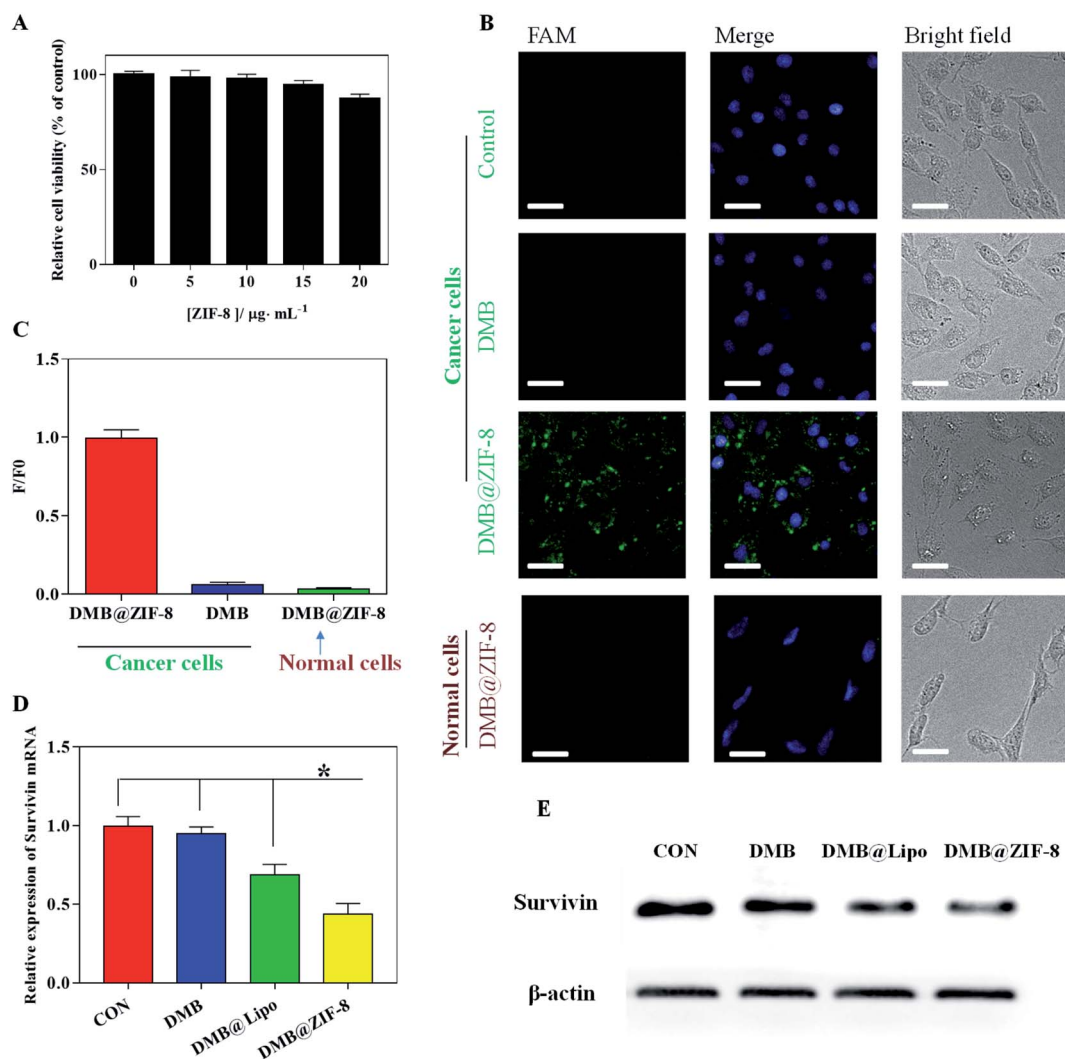 A
Relative cell viability (% of control)
100
50
0
0 5 10 15 20
[ZIF-8 ]/ μg· mL⁻¹
B
FAM Merge Bright field
Cancer cells
Control
DMB
DMB@ZIF-8
Normal cells
DMB@ZIF-8
C
F/F0
1.5
1.0
0.5
0.0
DMB@ZIF-8 DMB DMB@ZIF-8
Cancer cells Normal cells
D
Relative expression of Survivin mRNA
1.5
1.0
0.5
0.0
*
CON DMB DMB@Lipo DMB@ZIF-8
E
CON DMB DMB@Lipo DMB@ZIF-8
Survivin
β-actin